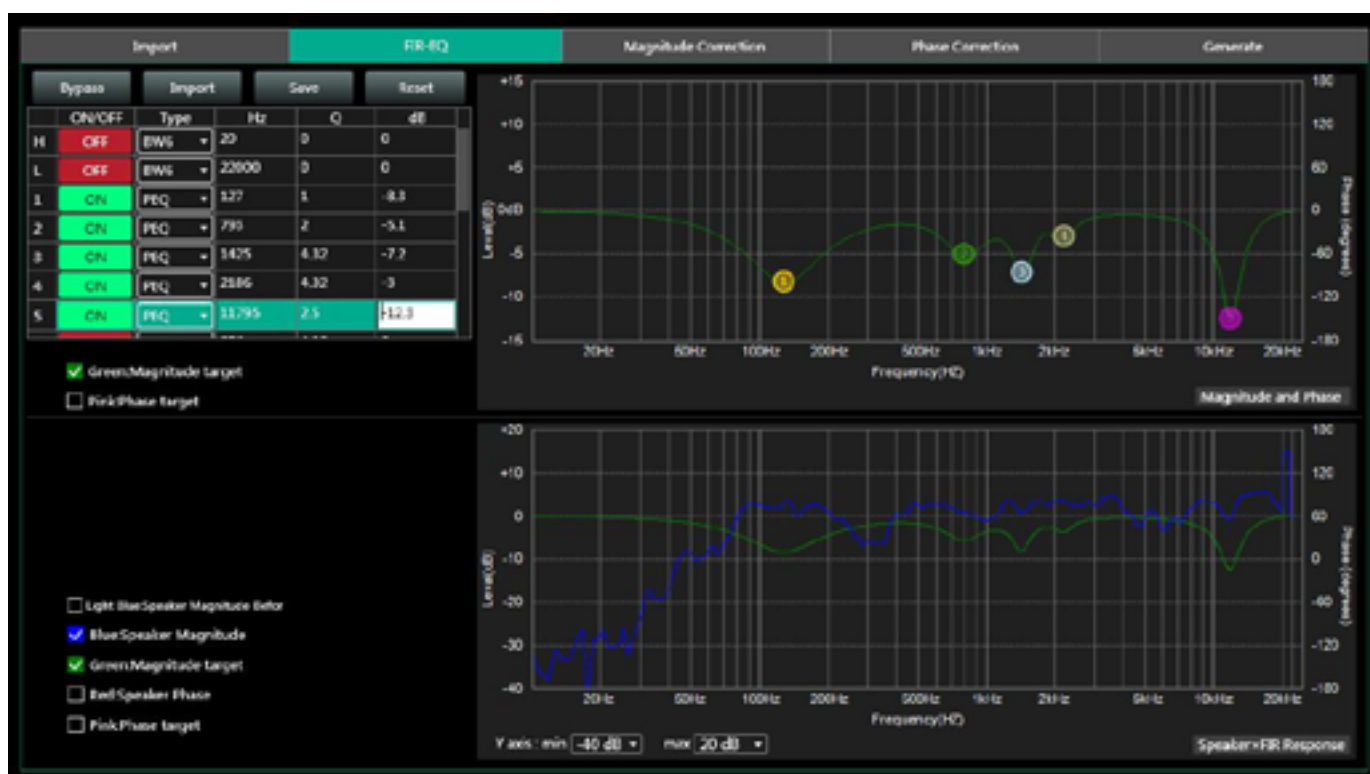 Import FIR-EQ Magnitude Correction Phase Correction Generate
Bypass Import Save Reset
ON/OFF Type Hz Q dB
H OFF BW6 20 0 0
L OFF BW6 22000 0 0
1 ON PEQ 127 1 -8.3
2 ON PEQ 2 -5.1
3 ON PEQ 1425 4.32 -7.2
4 ON PEQ 2186 4.32 -3
5 ON PEQ 11795 2.5 -12.3
Green:Magnitude target
Pink:Phase target
+15 180
+10 120
+5 60
0dB 0
-5 -60
-10 -120
-15 -180
Level(dB)
Phase (degrees)
20Hz 50Hz 100Hz 200Hz 500Hz 1kHz 2kHz 5kHz 10kHz 20kHz
Frequency(HZ)
Magnitude and Phase
+20 180
+10 120
0 60
-10 0
-20 -60
-30 -120
-40 -180
Level(dB)
Phase (degrees)
20Hz 50Hz 100Hz 200Hz 500Hz 1kHz 2kHz 5kHz 10kHz 20kHz
Frequency(HZ)
Light Blue:Speaker Magnitude Befor
Blue:Speaker Magnitude
Green:Magnitude target
Red:Speaker Phase
Pink:Phase target
Y axis : min -40 dB max 20 dB
Speaker+FIR Response